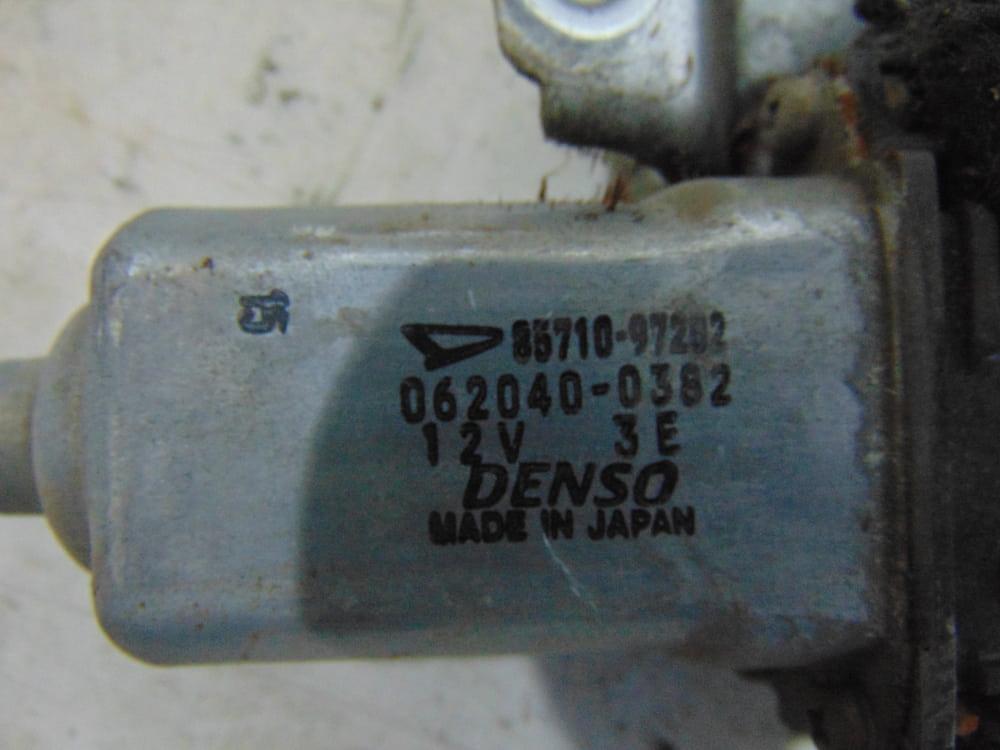 85710-97202
062040-0382
12V 3E
DENSO
MADE IN JAPAN